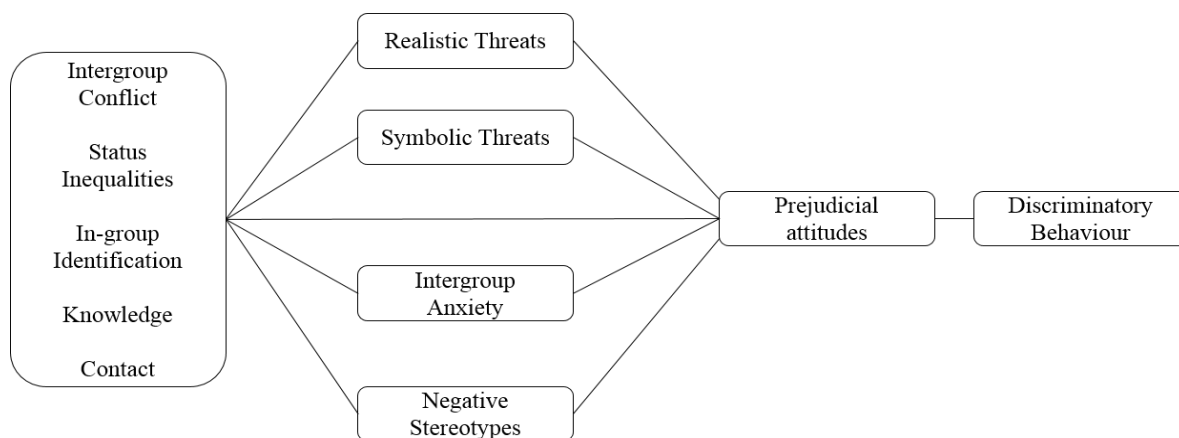 Intergroup
Conflict
Status
Inequalities
In-group
Identification
Knowledge
Contact
Realistic Threats
Symbolic Threats
Intergroup
Anxiety
Negative
Stereotypes
Prejudicial
attitudes
Discriminatory
Behaviour